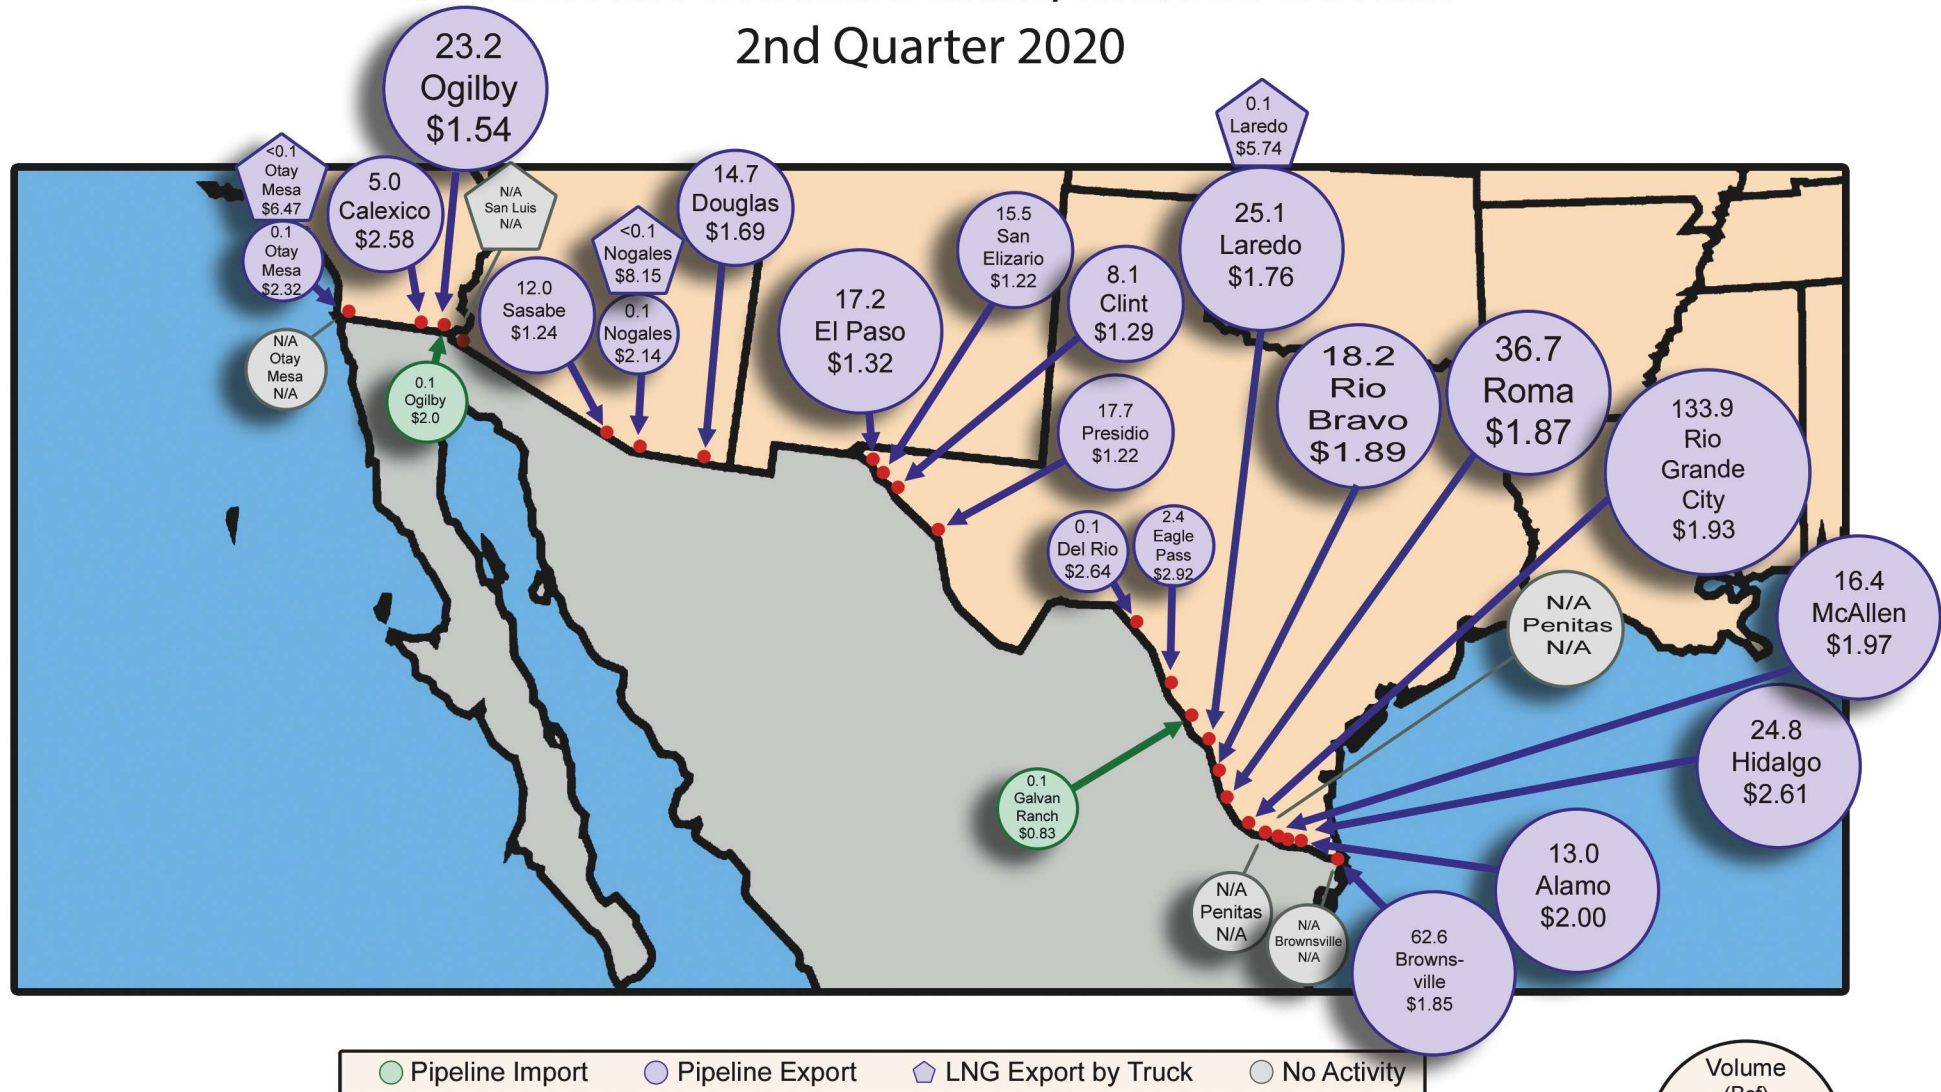 2nd Quarter 2020
23.2
Ogilby
$1.54
<0.1
Otay
Mesa
$6.47
0.1
Otay
Mesa
$2.32
N/A
Otay
Mesa
N/A
5.0
Calexico
$2.58
N/A
San Luis
N/A
0.1
Ogilby
$2.0
12.0
Sasabe
$1.24
<0.1
Nogales
$8.15
0.1
Nogales
$2.14
14.7
Douglas
$1.69
17.2
El Paso
$1.32
15.5
San
Elizario
$1.22
8.1
Clint
$1.29
17.7
Presidio
$1.22
0.1
Del Rio
$2.64
2.4
Eagle
Pass
$2.92
0.1
Laredo
$5.74
25.1
Laredo
$1.76
18.2
Rio
Bravo
$1.89
36.7
Roma
$1.87
133.9
Rio
Grande
City
$1.93
N/A
Penitas
N/A
16.4
McAllen
$1.97
24.8
Hidalgo
$2.61
13.0
Alamo
$2.00
62.6
Browns-
ville
$1.85
N/A
Brownsville
N/A
N/A
Penitas
N/A
0.1
Galvan
Ranch
$0.83
Pipeline Import
Pipeline Export
LNG Export by Truck
No Activity
Volume